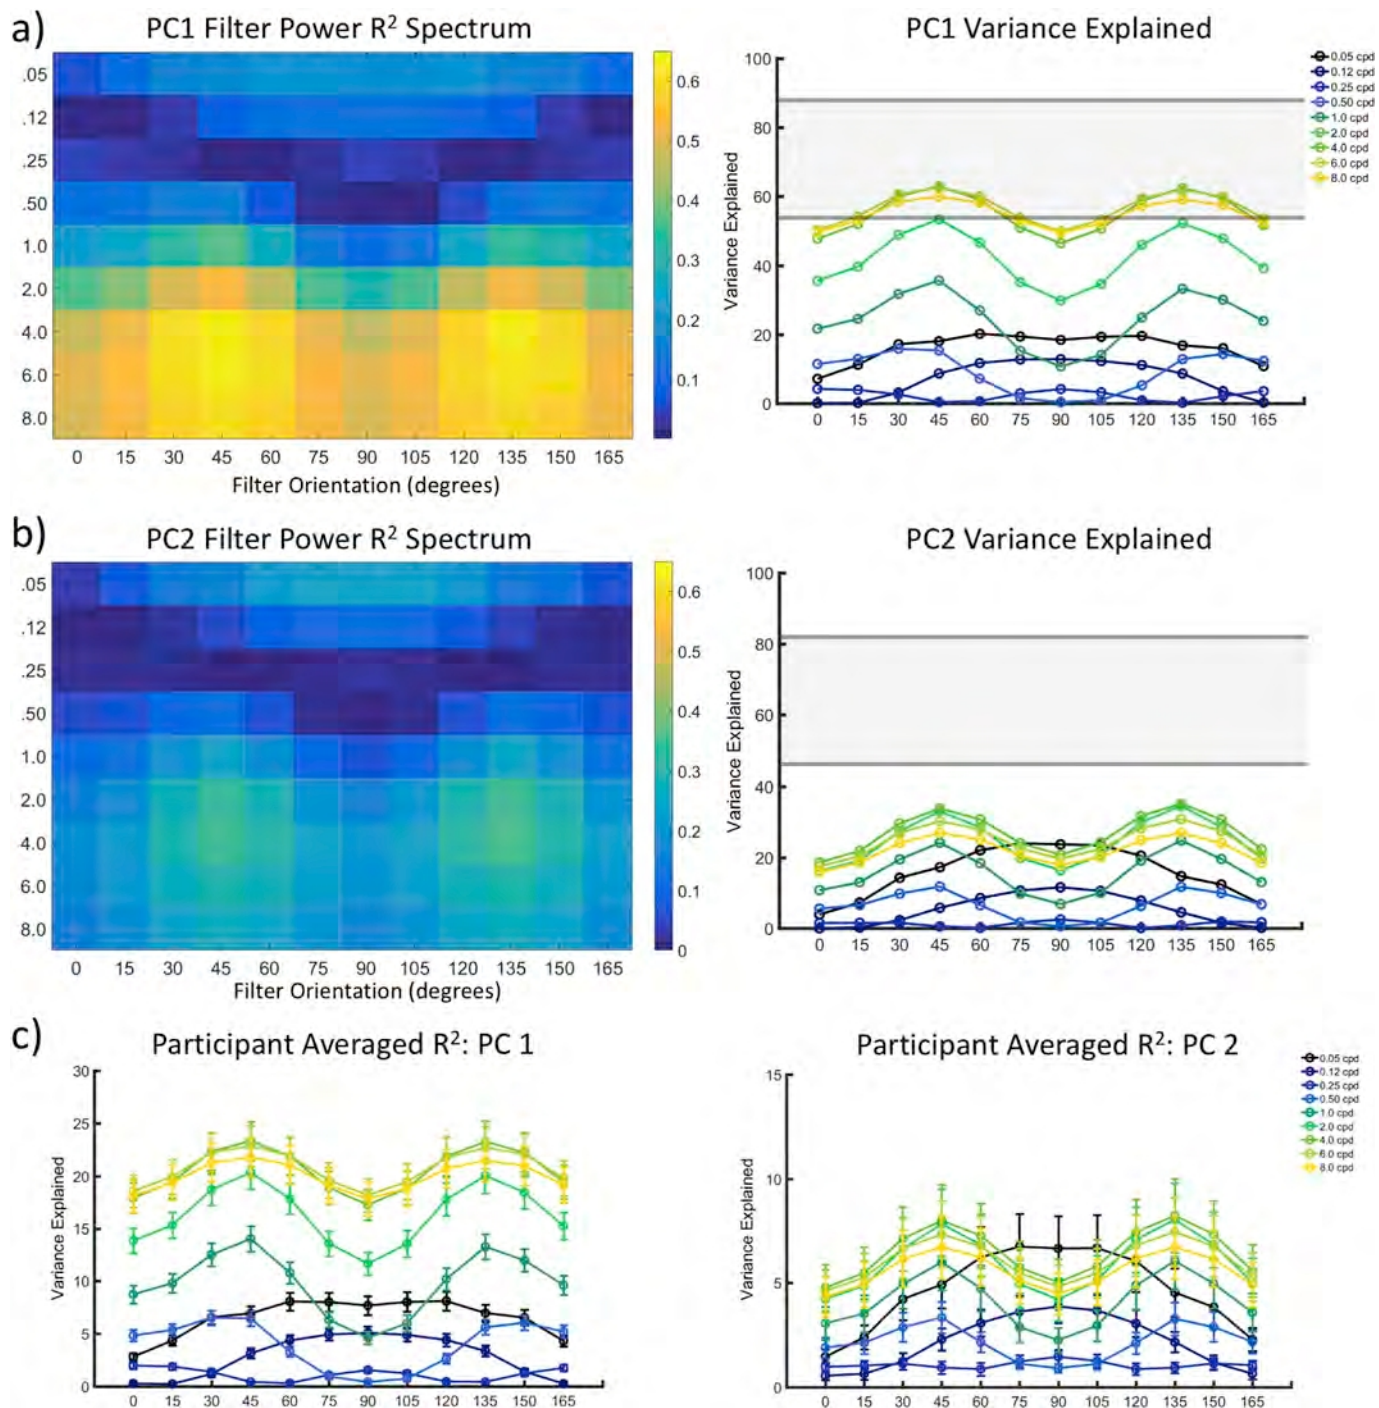 a)
PC1 Filter Power R² Spectrum
.05
.12
.25
.50
1.0
2.0
4.0
6.0
8.0
0 15 30 45 60 75 90 105 120 135 150 165
Filter Orientation (degrees)
0.6
0.5
0.4
0.3
0.2
0.1
PC1 Variance Explained
Variance Explained
100
80
60
40
20
0
0 15 30 45 60 75 90 105 120 135 150 165
0.05 cpd
0.12 cpd
0.25 cpd
0.50 cpd
1.0 cpd
2.0 cpd
4.0 cpd
6.0 cpd
8.0 cpd
b)
PC2 Filter Power R² Spectrum
.05
.12
.25
.50
1.0
2.0
4.0
6.0
8.0
0 15 30 45 60 75 90 105 120 135 150 165
Filter Orientation (degrees)
0.6
0.5
0.4
0.3
0.2
0.1
0
PC2 Variance Explained
Variance Explained
100
80
60
40
20
0
0 15 30 45 60 75 90 105 120 135 150 165
c)
Participant Averaged R²: PC 1
Variance Explained
30
25
20
15
10
5
0
0 15 30 45 60 75 90 105 120 135 150 165
Participant Averaged R²: PC 2
Variance Explained
15
10
5
0
0 15 30 45 60 75 90 105 120 135 150 165
0.05 cpd
0.12 cpd
0.25 cpd
0.50 cpd
1.0 cpd
2.0 cpd
4.0 cpd
6.0 cpd
8.0 cpd